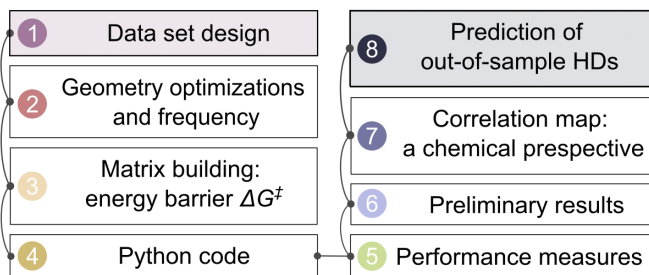 1 Data set design
2 Geometry optimizations
and frequency
3 Matrix building:
energy barrier ΔG‡
4 Python code
8 Prediction of
out-of-sample HDs
7 Correlation map:
a chemical prespective
6 Preliminary results
5 Performance measures